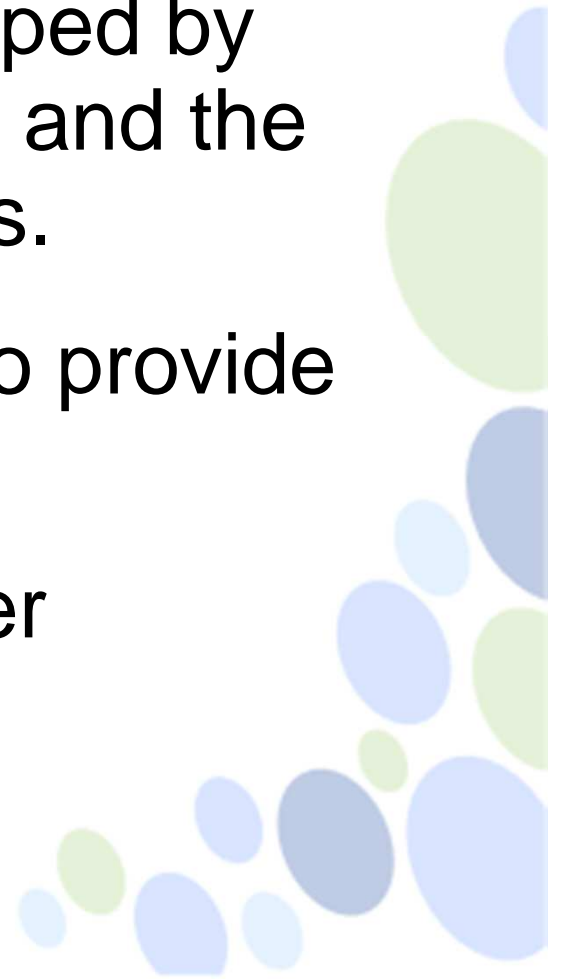 ped by
and the
s.
o provide
er